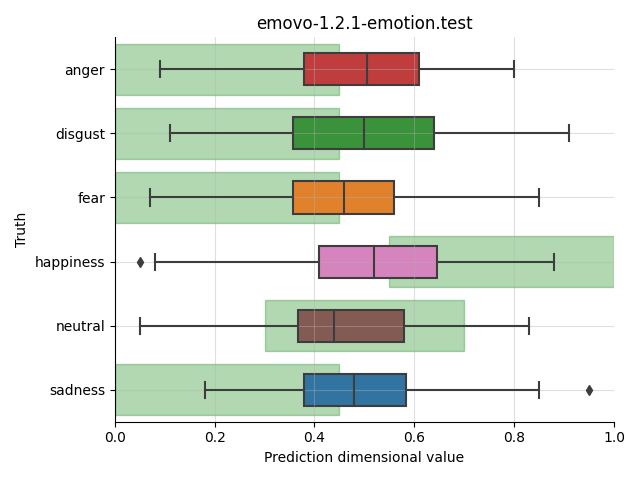 emovo-1.2.1-emotion.test
Truth
anger
disgust
fear
happiness
neutral
sadness
0.0 0.2 0.4 0.6 0.8 1.0
Prediction dimensional value